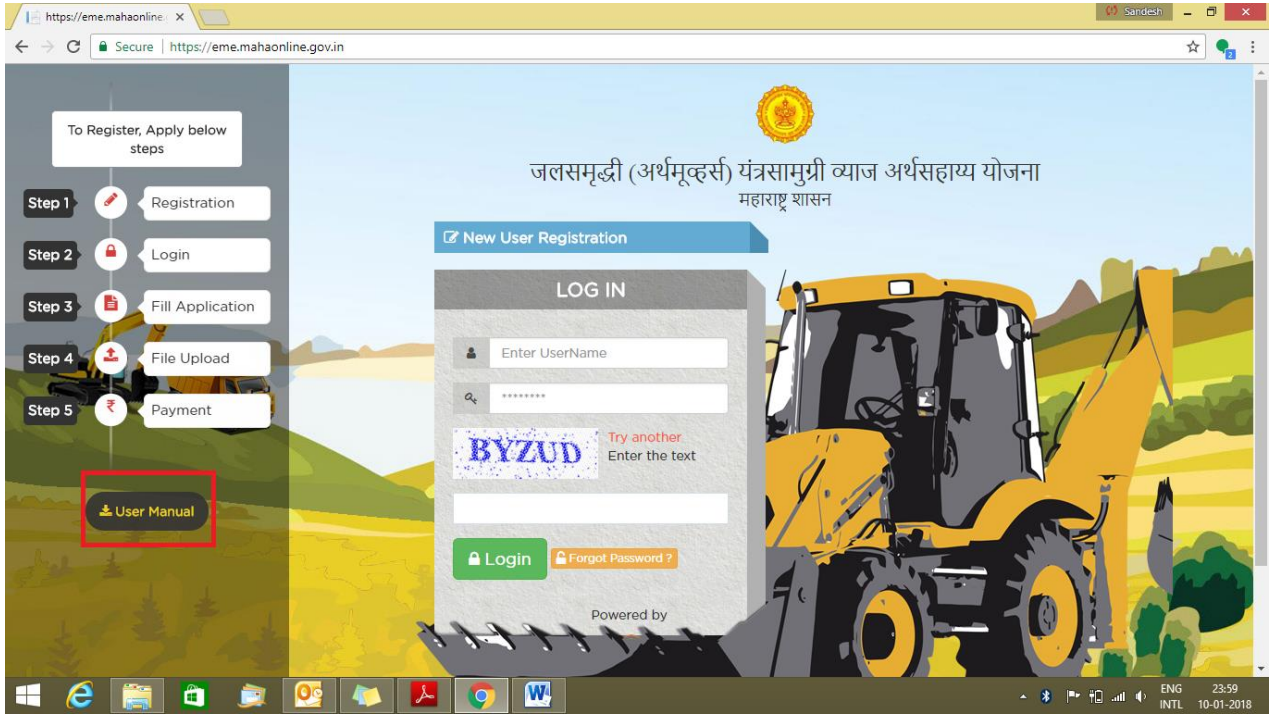 https://eme.mahaonline.
Sandesh
Secure | https://eme.mahaonline.gov.in
2
To Register, Apply below
steps
Step 1 Registration
Step 2 Login
Step 3 Fill Application
Step 4 File Upload
Step 5 ₹ Payment
User Manual
जलसमृद्धी (अर्थमूव्हर्स) यंत्रसामुग्री व्याज अर्थसहाय्य योजना
महाराष्ट्र शासन
New User Registration
LOG IN
Enter UserName
********
BYZUD
Try another
Enter the text
Login
Forgot Password ?
Powered by
ENG 23:59
INTL 10-01-2018